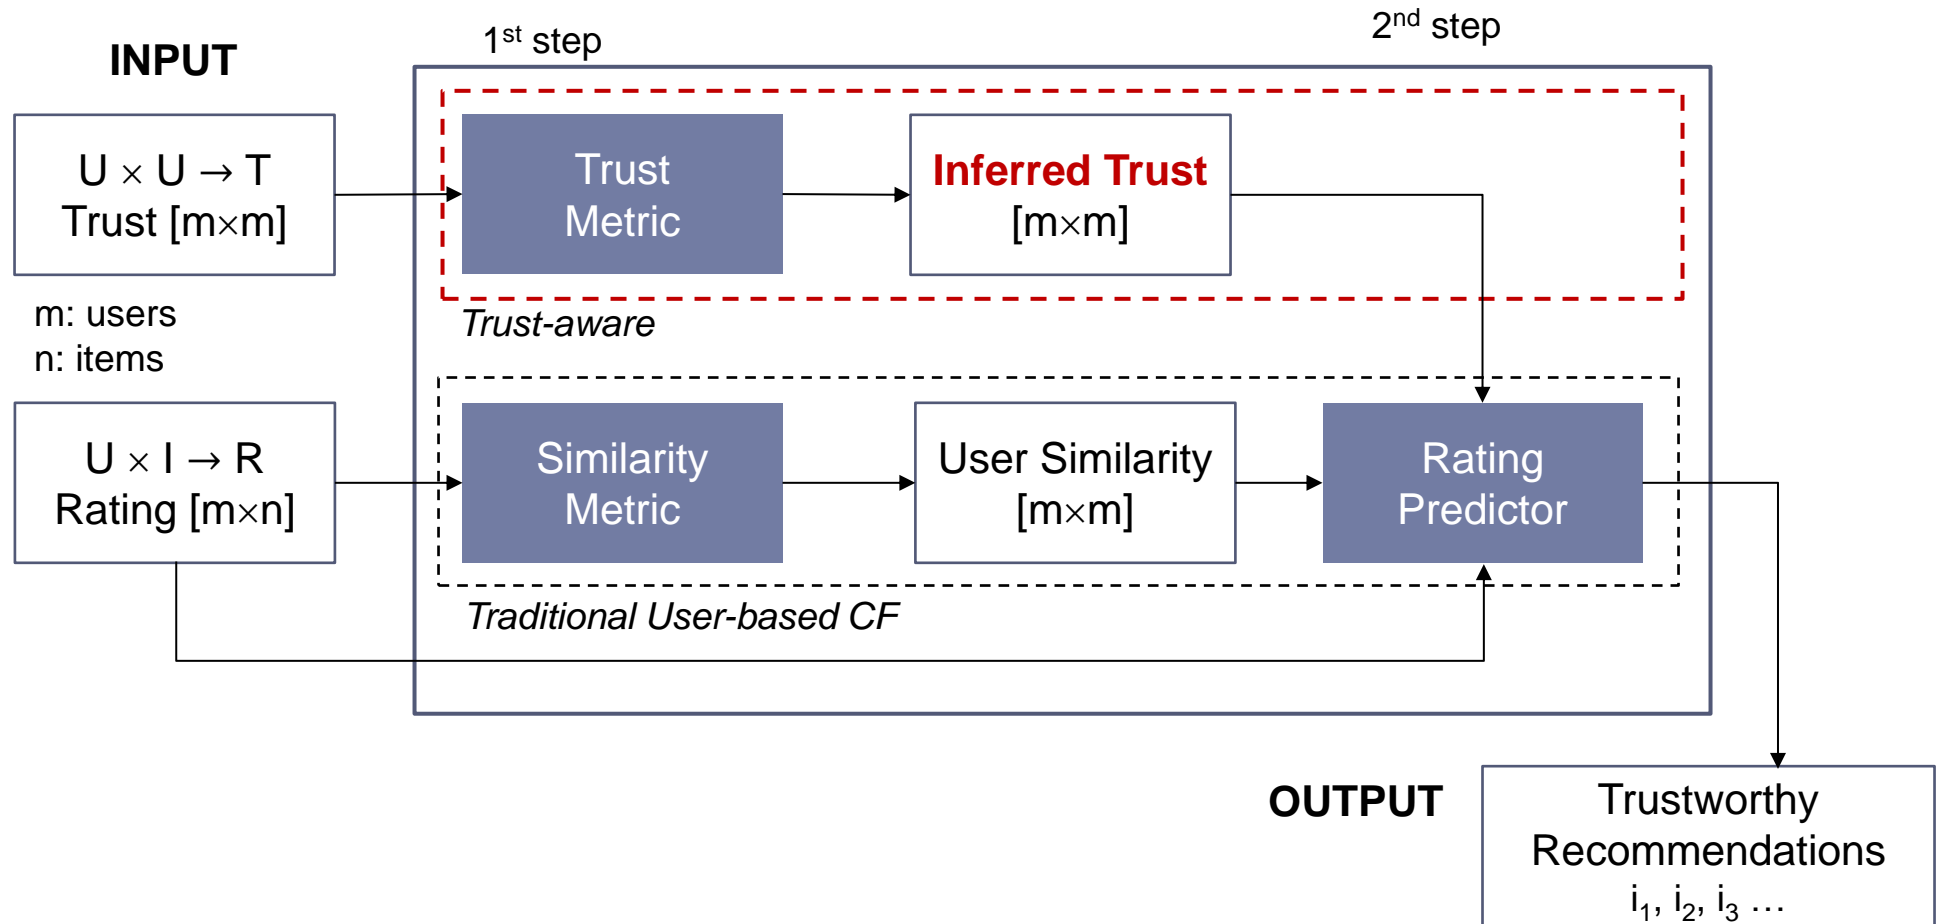 1st step
2nd step
INPUT
U × U → T
Trust [m×m]
Trust
Metric
Inferred Trust
[m×m]
m: users
n: items
Trust-aware
U × I → R
Rating [m×n]
Similarity
Metric
User Similarity
[m×m]
Rating
Predictor
Traditional User-based CF
OUTPUT
Trustworthy
Recommendations
i1, i2, i3 …